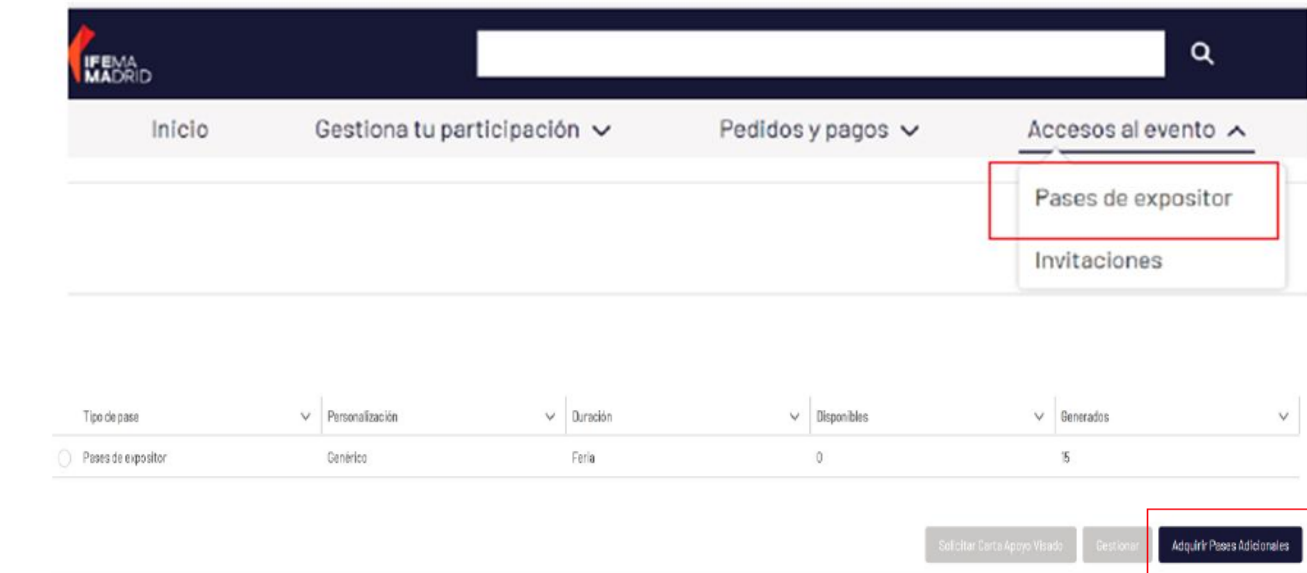 IFEMA
MADRID
Inicio Gestiona tu participación Pedidos y pagos Accesos al evento
Pases de expositor
Invitaciones
Tipo de pase Personalización Duración Disponibles Generados
Pases de expositor Genérico Feria 0 15
Solicitar Carta Apoyo Visado Gestionar Adquirir Pases Adicionales